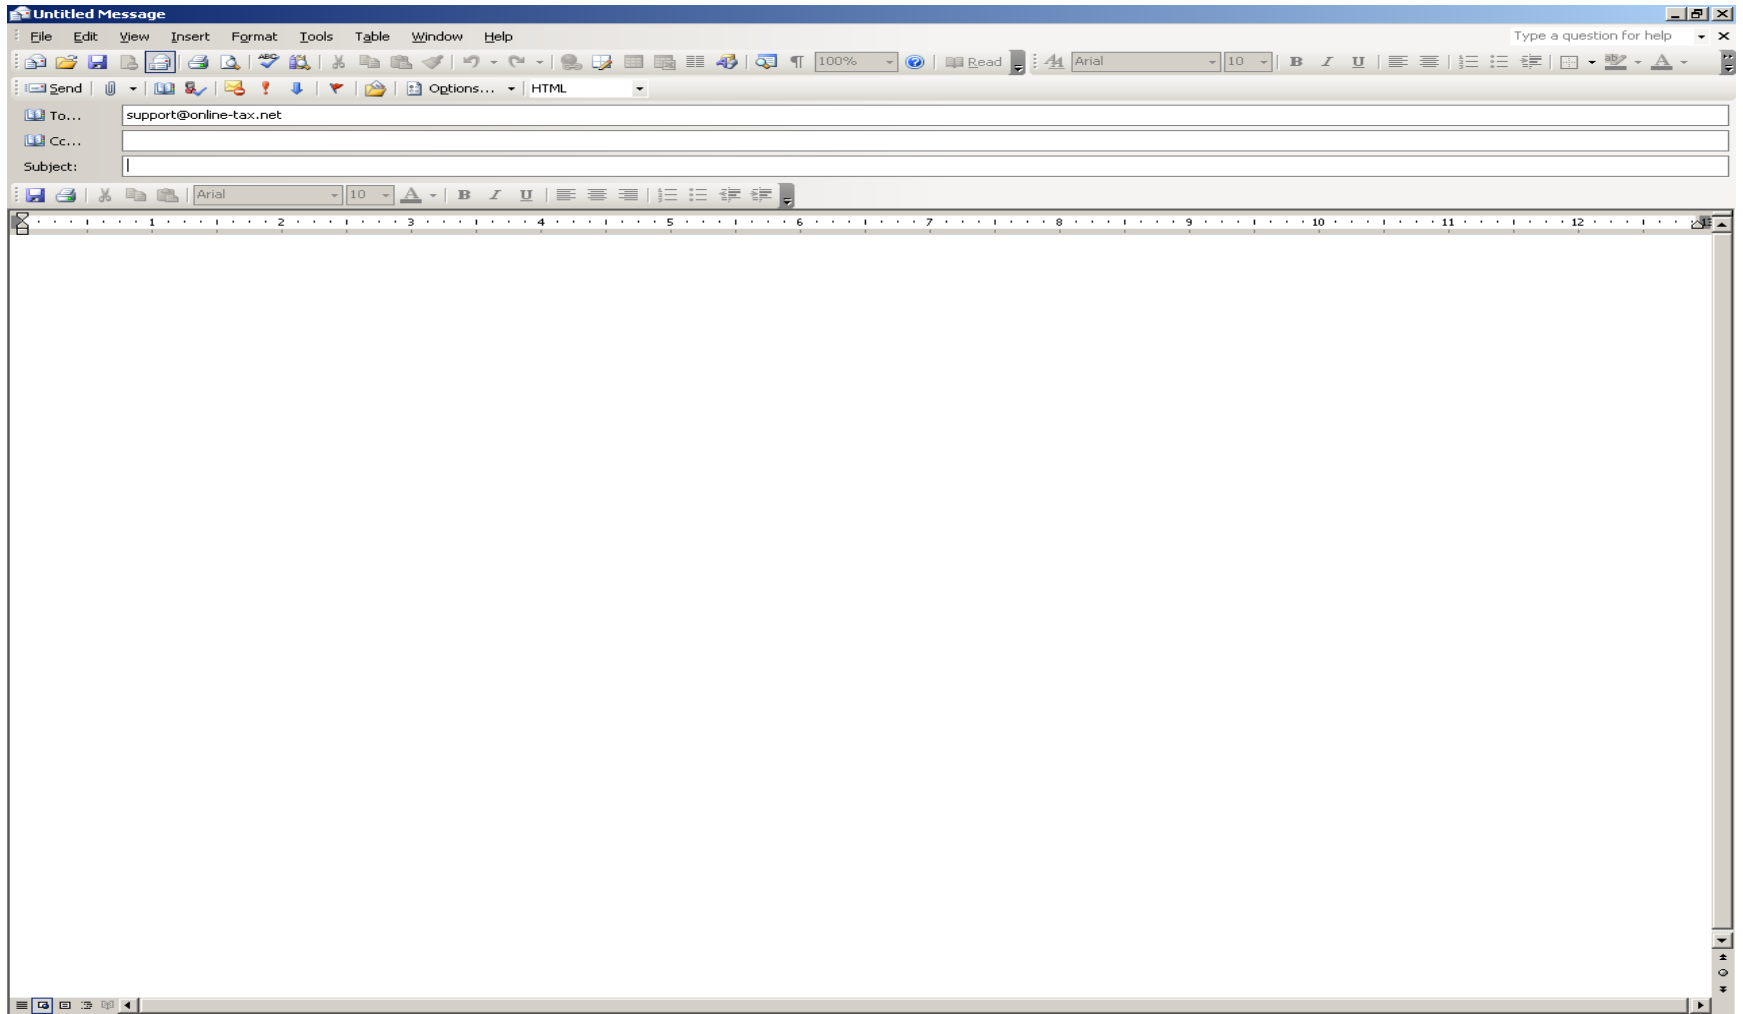 Untitled Message
File Edit View Insert Format Tools Table Window Help Type a question for help
100% Read Arial 10 B I U
Send Options... HTML
To... support@online-tax.net
Cc...
Subject:
Arial 10 A B I U
1 2 3 4 5 6 7 8 9 10 11 12